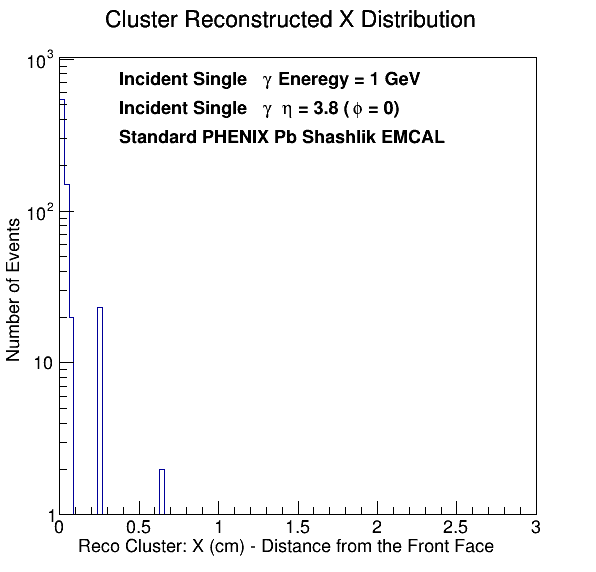 Cluster Reconstructed X Distribution
10³
Incident Single γ Eneregy = 1 GeV
Incident Single γ η = 3.8 ( ϕ = 0)
Standard PHENIX Pb Shashlik EMCAL
10²
Number of Events
10
1
0 0.5 1 1.5 2 2.5 3
Reco Cluster: X (cm) - Distance from the Front Face